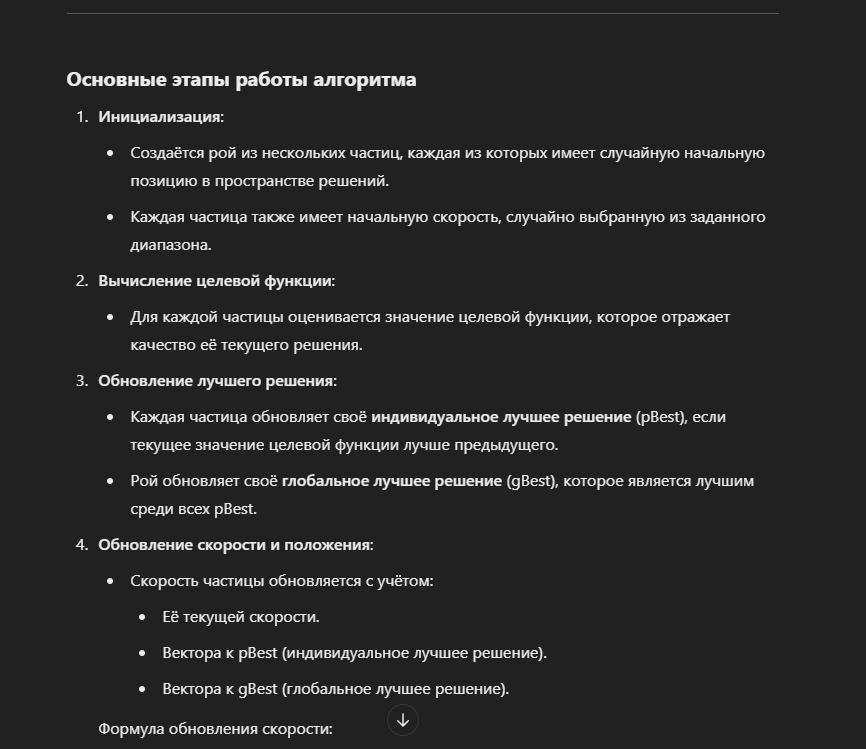 Основные этапы работы алгоритма
1. Инициализация:
• Создаётся рой из нескольких частиц, каждая из которых имеет случайную начальную
позицию в пространстве решений.
• Каждая частица также имеет начальную скорость, случайно выбранную из заданного
диапазона.
2. Вычисление целевой функции:
• Для каждой частицы оценивается значение целевой функции, которое отражает
качество её текущего решения.
3. Обновление лучшего решения:
• Каждая частица обновляет своё индивидуальное лучшее решение (pBest), если
текущее значение целевой функции лучше предыдущего.
• Рой обновляет своё глобальное лучшее решение (gBest), которое является лучшим
среди всех pBest.
4. Обновление скорости и положения:
• Скорость частицы обновляется с учётом:
• Её текущей скорости.
• Вектора к pBest (индивидуальное лучшее решение).
• Вектора к gBest (глобальное лучшее решение).
Формула обновления скорости: